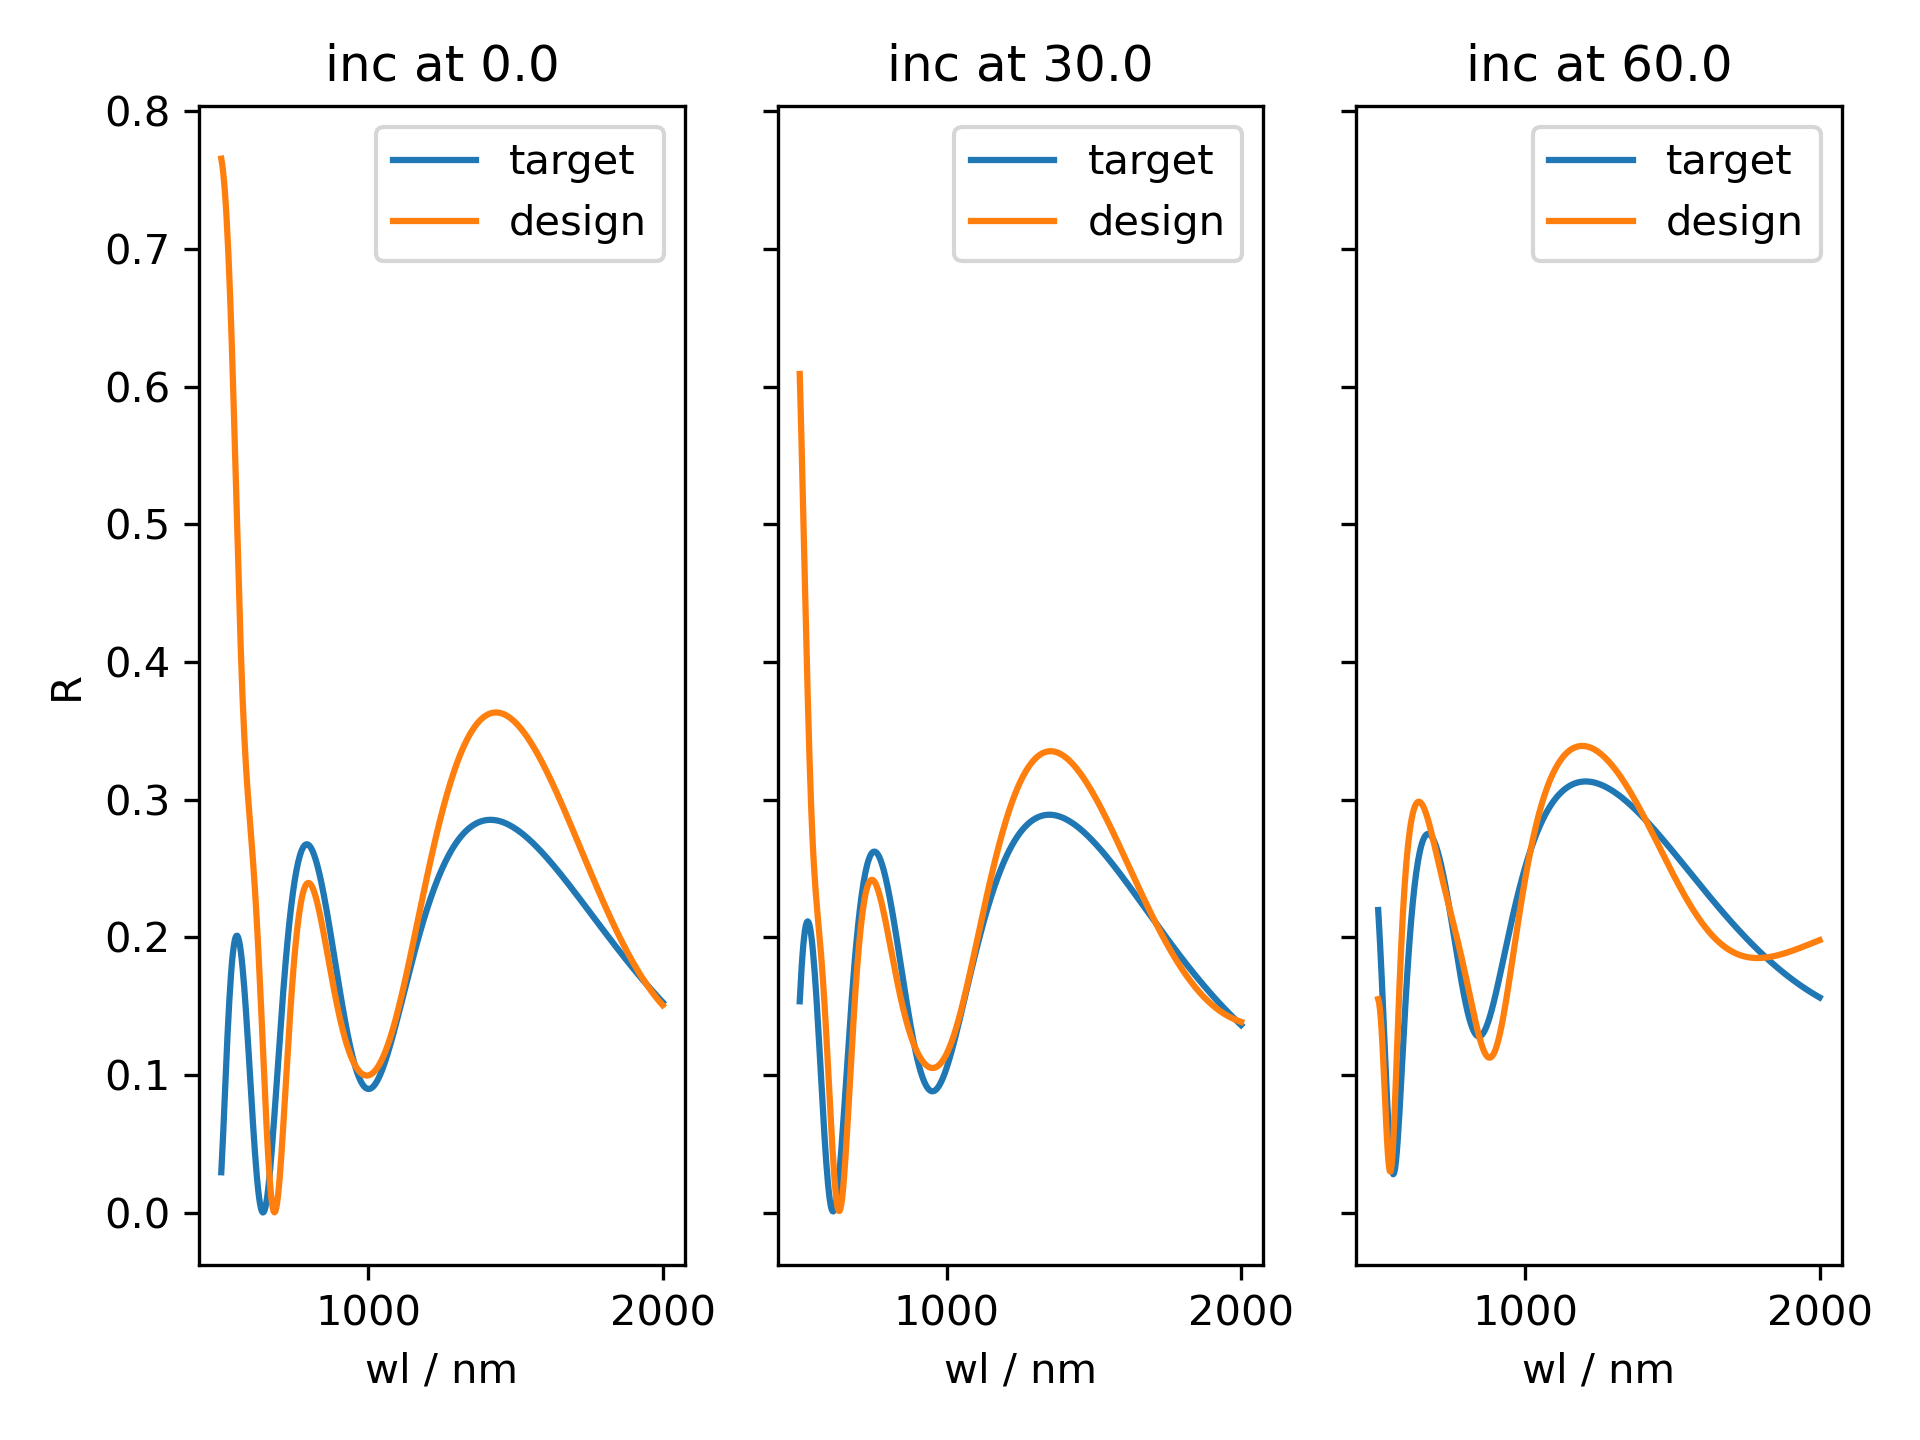 inc at 0.0
inc at 30.0
inc at 60.0
target
design
target
design
target
design
0.8
0.7
0.6
0.5
0.4
0.3
0.2
0.1
0.0
R
1000 2000
1000 2000
1000 2000
wl / nm
wl / nm
wl / nm